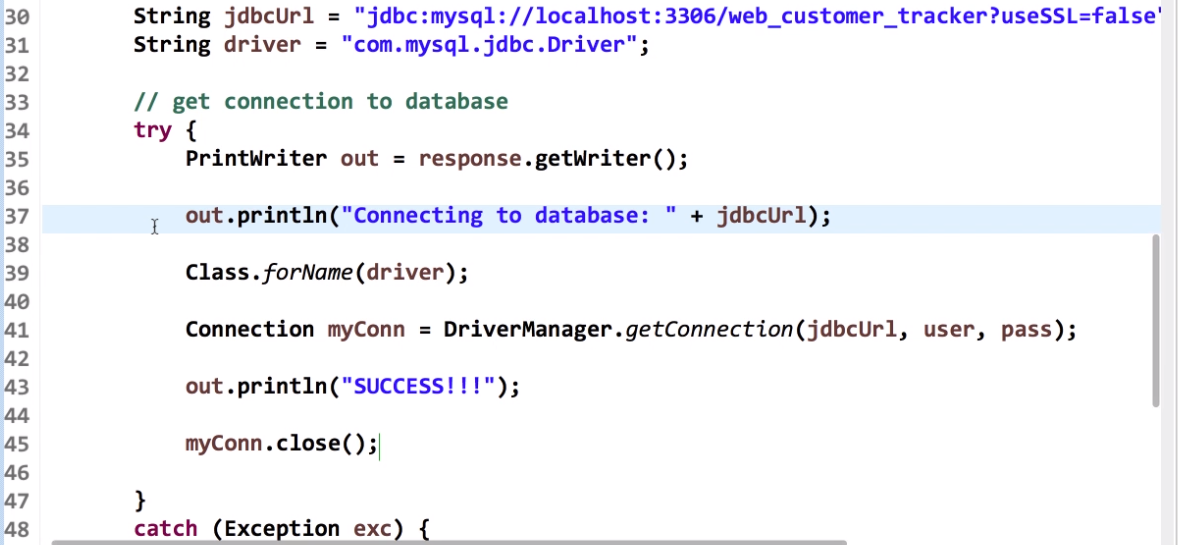 30 String jdbcUrl = "jdbc:mysql://localhost:3306/web_customer_tracker?useSSL=false"
31 String driver = "com.mysql.jdbc.Driver";
32
33 // get connection to database
34 try {
35 PrintWriter out = response.getWriter();
36
37 out.println("Connecting to database: " + jdbcUrl);
38
39 Class.forName(driver);
40
41 Connection myConn = DriverManager.getConnection(jdbcUrl, user, pass);
42
43 out.println("SUCCESS!!!");
44
45 myConn.close();
46
47 }
48 catch (Exception exc) {